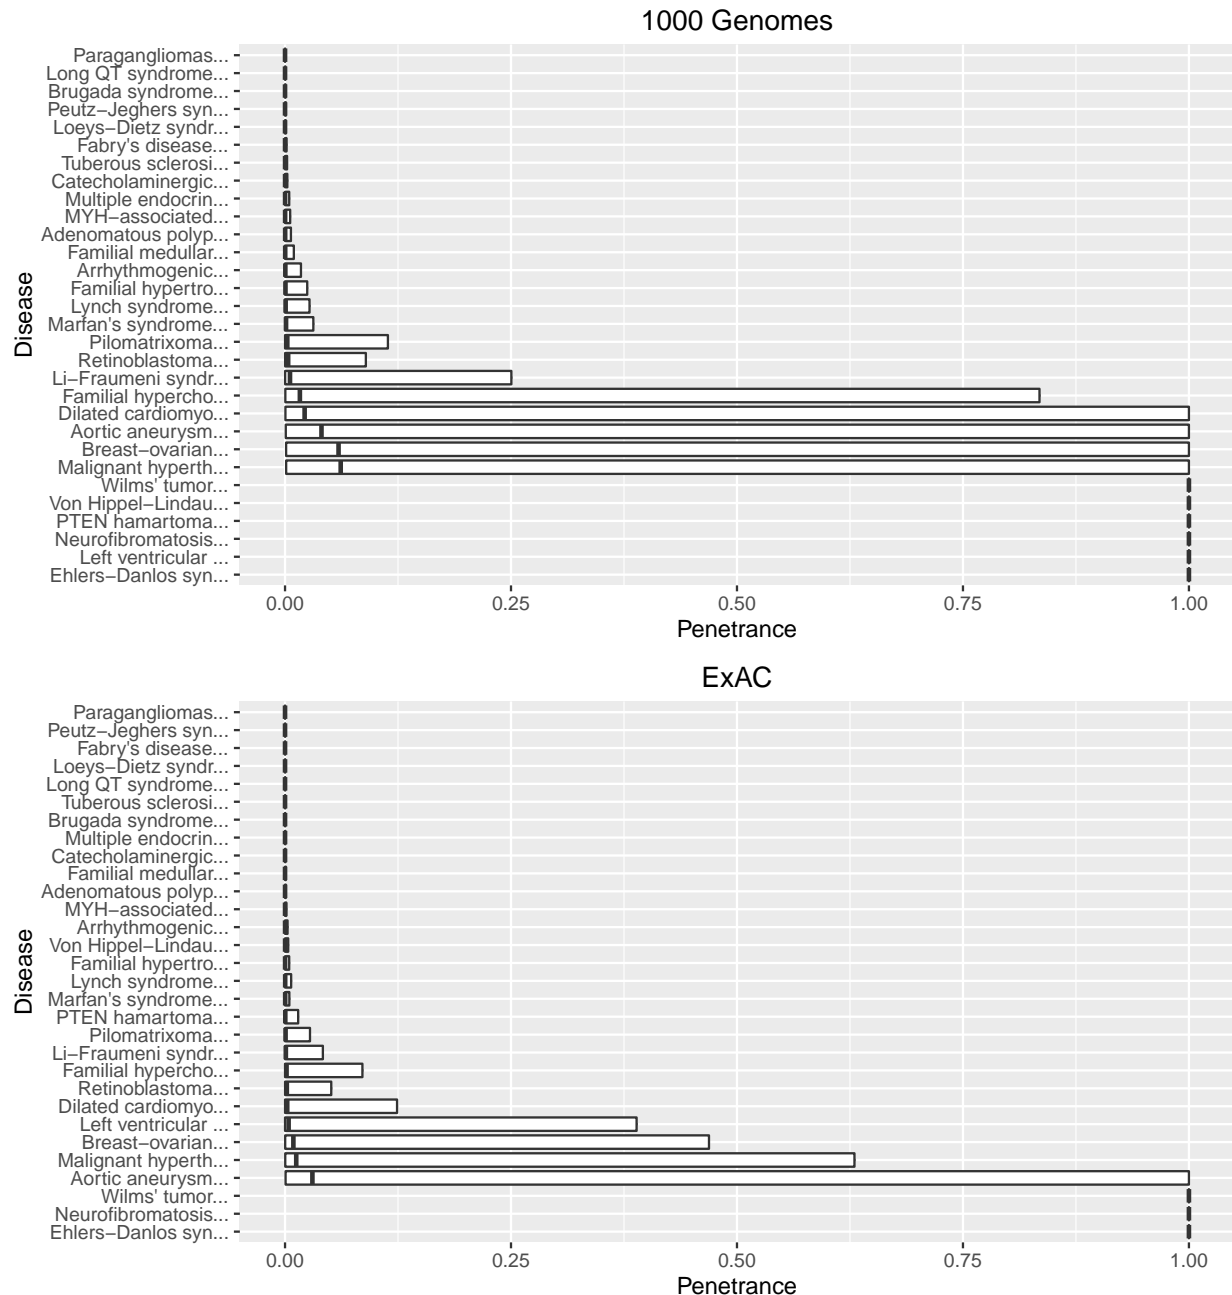 1000 Genomes
Paragangliomas...
Long QT syndrome...
Brugada syndrome...
Peutz−Jeghers syn...
Loeys−Dietz syndr...
Fabry's disease...
Tuberous sclerosi...
Catecholaminergic...
Multiple endocrin...
MYH−associated...
Adenomatous polyp...
Familial medullar...
Arrhythmogenic...
Familial hypertro...
Lynch syndrome...
Marfan's syndrome...
Pilomatrixoma...
Retinoblastoma...
Li−Fraumeni syndr...
Familial hypercho...
Dilated cardiomyo...
Aortic aneurysm...
Breast−ovarian...
Malignant hyperth...
Wilms' tumor...
Von Hippel−Lindau...
PTEN hamartoma...
Neurofibromatosis...
Left ventricular ...
Ehlers−Danlos syn...
Disease
0.00 0.25 0.50 0.75 1.00
Penetrance
ExAC
Paragangliomas...
Peutz−Jeghers syn...
Fabry's disease...
Loeys−Dietz syndr...
Long QT syndrome...
Tuberous sclerosi...
Brugada syndrome...
Multiple endocrin...
Catecholaminergic...
Familial medullar...
Adenomatous polyp...
MYH−associated...
Arrhythmogenic...
Von Hippel−Lindau...
Familial hypertro...
Lynch syndrome...
Marfan's syndrome...
PTEN hamartoma...
Pilomatrixoma...
Li−Fraumeni syndr...
Familial hypercho...
Retinoblastoma...
Dilated cardiomyo...
Left ventricular ...
Breast−ovarian...
Malignant hyperth...
Aortic aneurysm...
Wilms' tumor...
Neurofibromatosis...
Ehlers−Danlos syn...
Disease
0.00 0.25 0.50 0.75 1.00
Penetrance